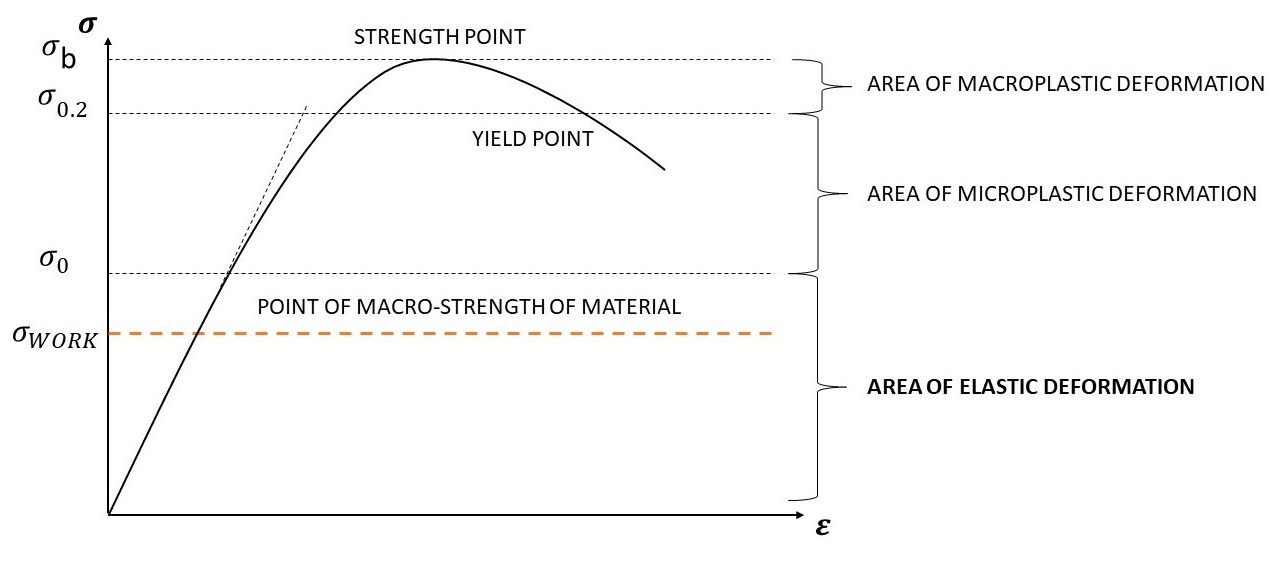 σ
σb
STRENGTH POINT
AREA OF MACROPLASTIC DEFORMATION
σ0.2
YIELD POINT
AREA OF MICROPLASTIC DEFORMATION
σ0
POINT OF MACRO-STRENGTH OF MATERIAL
σWORK
AREA OF ELASTIC DEFORMATION
ε